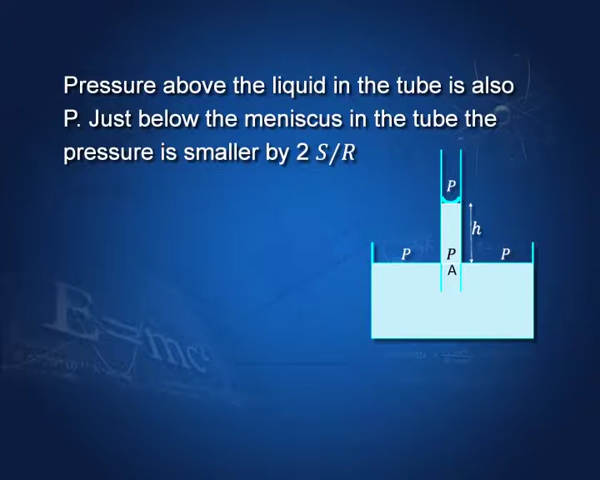 Pressure above the liquid in the tube is also
P. Just below the meniscus in the tube the
pressure is smaller by 2 S/R
P
h
P P P
A
E=mc²